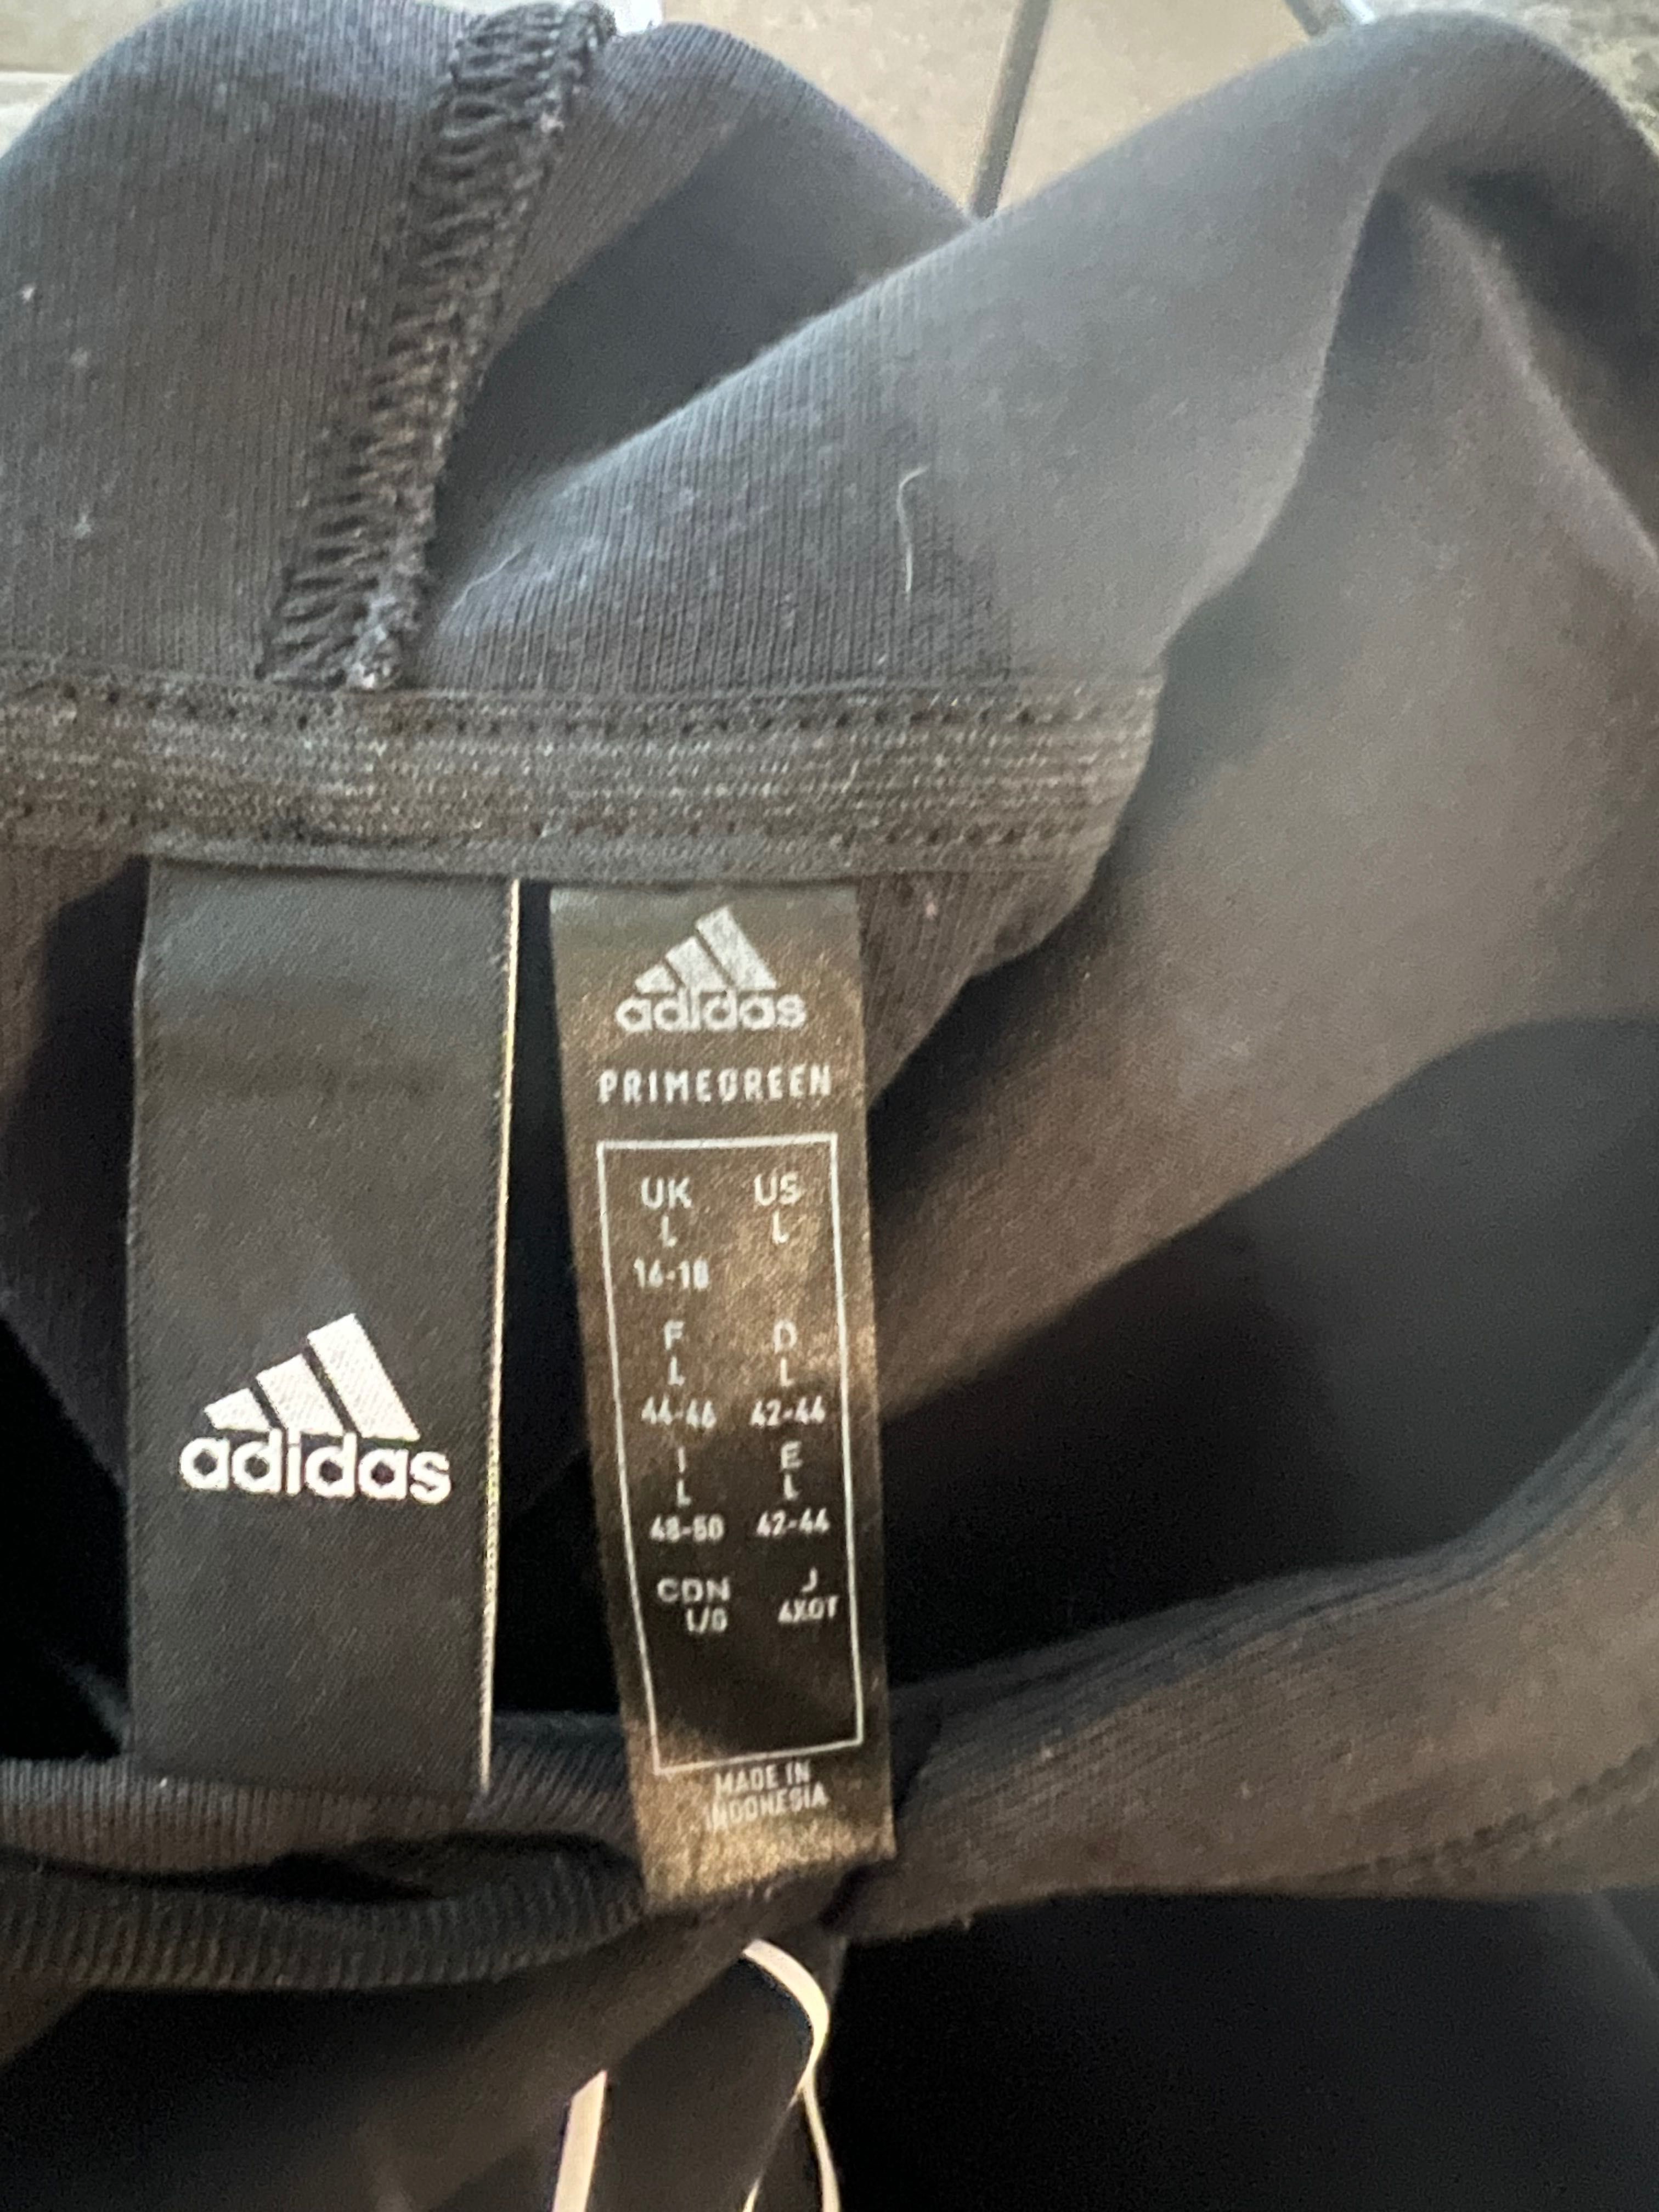 adidas
adidas
PRIMEGREEN
UK US
L L
16-18
F D
L L
44-46 42-44
I E
L L
48-50 42-44
CDN J
L/G 4XOT
MADE IN
INDONESIA